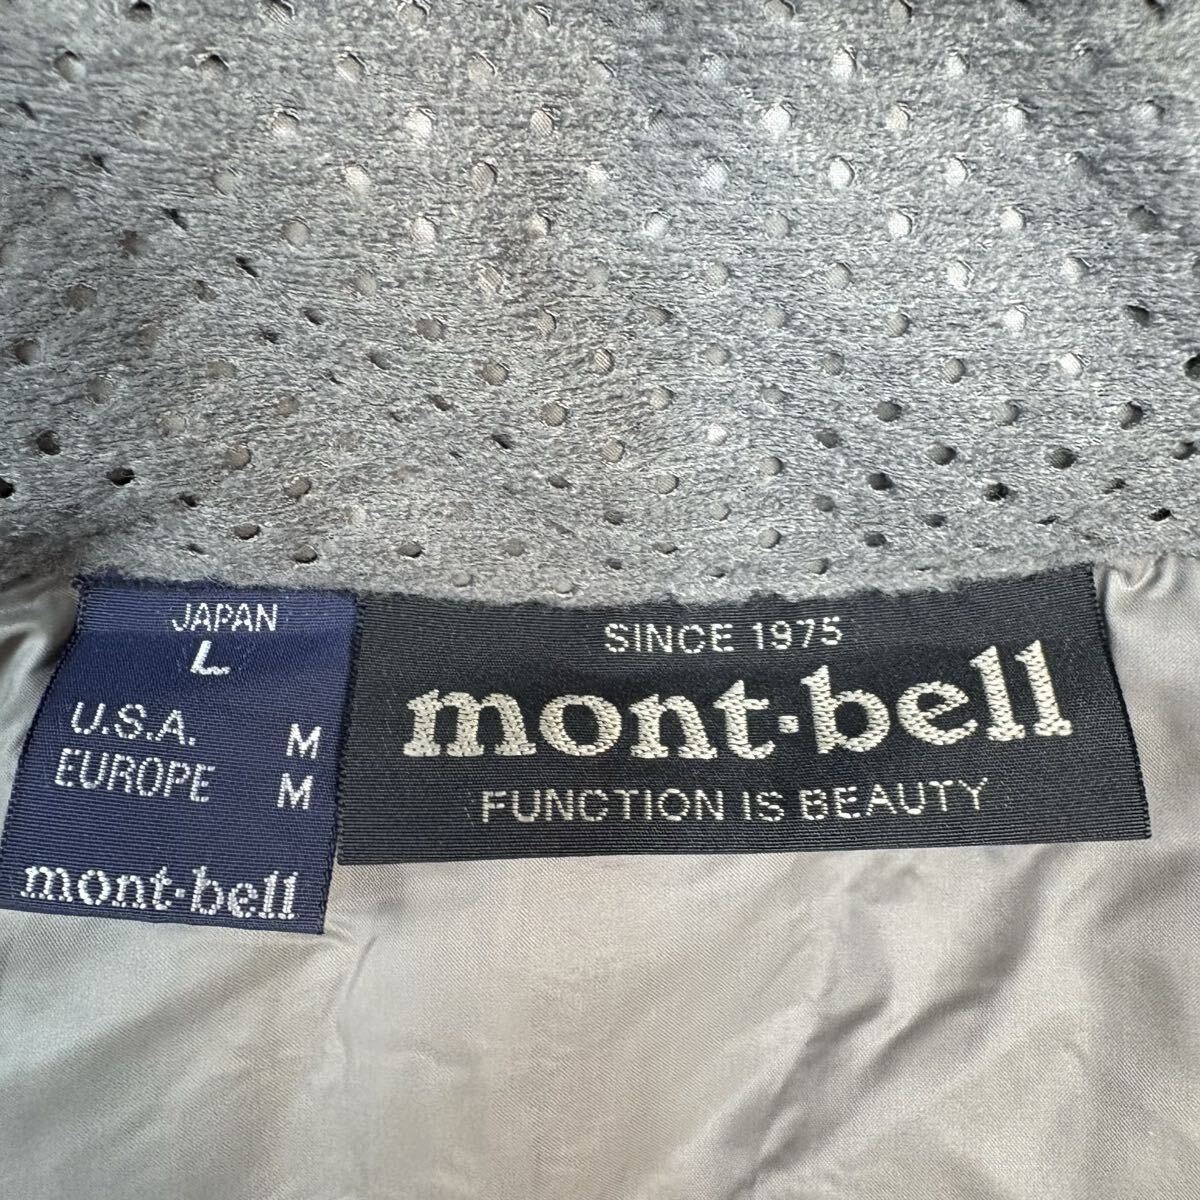 JAPAN
L
U.S.A. M
EUROPE M
mont-bell
SINCE 1975
mont-bell
FUNCTION IS BEAUTY